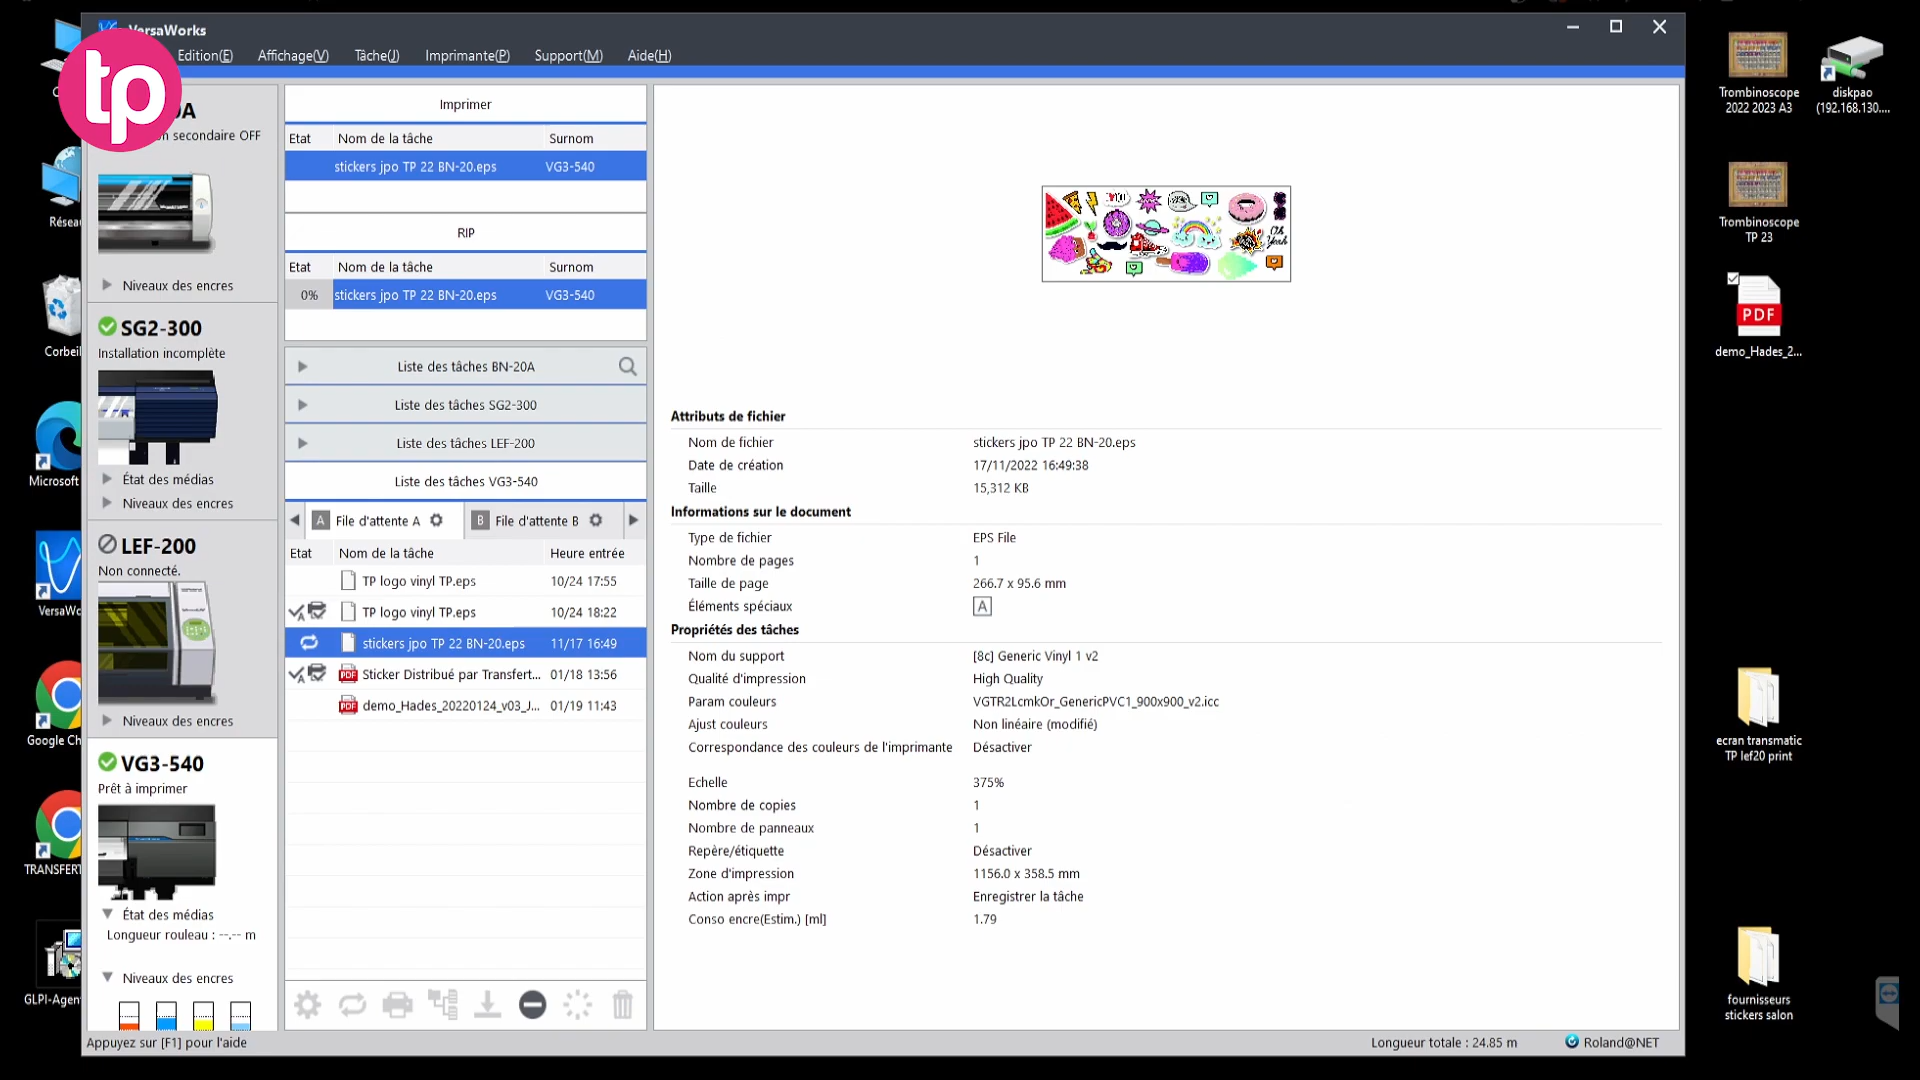 VersaWorks
tp
Edition(E) Affichage(V) Tâche(J) Imprimante(P) Support(M) Aide(H)
secondaire OFF
Niveaux des encres
SG2-300
Installation incomplète
État des médias
Niveaux des encres
LEF-200
Non connecté.
Niveaux des encres
VG3-540
Prêt à imprimer
État des médias
Longueur rouleau : --.-- m
Niveaux des encres
Appuyez sur [F1] pour l'aide
Imprimer
Etat Nom de la tâche Surnom
stickers jpo TP 22 BN-20.eps VG3-540
RIP
Etat Nom de la tâche Surnom
0% stickers jpo TP 22 BN-20.eps VG3-540
Liste des tâches BN-20A
Liste des tâches SG2-300
Liste des tâches LEF-200
Liste des tâches VG3-540
A File d'attente A B File d'attente B
Etat Nom de la tâche Heure entrée
TP logo vinyl TP.eps 10/24 17:55
TP logo vinyl TP.eps 10/24 18:22
stickers jpo TP 22 BN-20.eps 11/17 16:49
PDF Sticker Distribué par Transfert... 01/18 13:56
PDF demo_Hades_20220124_v03_J... 01/19 11:43
Oh
Yeah
Attributs de fichier
Nom de fichier stickers jpo TP 22 BN-20.eps
Date de création 17/11/2022 16:49:38
Taille 15,312 KB
Informations sur le document
Type de fichier EPS File
Nombre de pages 1
Taille de page 266.7 x 95.6 mm
Éléments spéciaux A
Propriétés des tâches
Nom du support [8c] Generic Vinyl 1 v2
Qualité d'impression High Quality
Param couleurs VGTR2LcmkOr_GenericPVC1_900x900_v2.icc
Ajust couleurs Non linéaire (modifié)
Correspondance des couleurs de l'imprimante Désactiver
Echelle 375%
Nombre de copies 1
Nombre de panneaux 1
Repère/étiquette Désactiver
Zone d'impression 1156.0 x 358.5 mm
Action après impr Enregistrer la tâche
Conso encre(Estim.) [ml] 1.79
Longueur totale : 24.85 m Roland@NET
Résea
Corbeil
Microsoft
VersaWo
Google Ch
TRANSFERT
GLPI-Agen
Trombinoscope
2022 2023 A3
diskpao
(192.168.130....
Trombinoscope
TP 23
PDF
demo_Hades_2...
ecran transmatic
TP lef20 print
fournisseurs
stickers salon